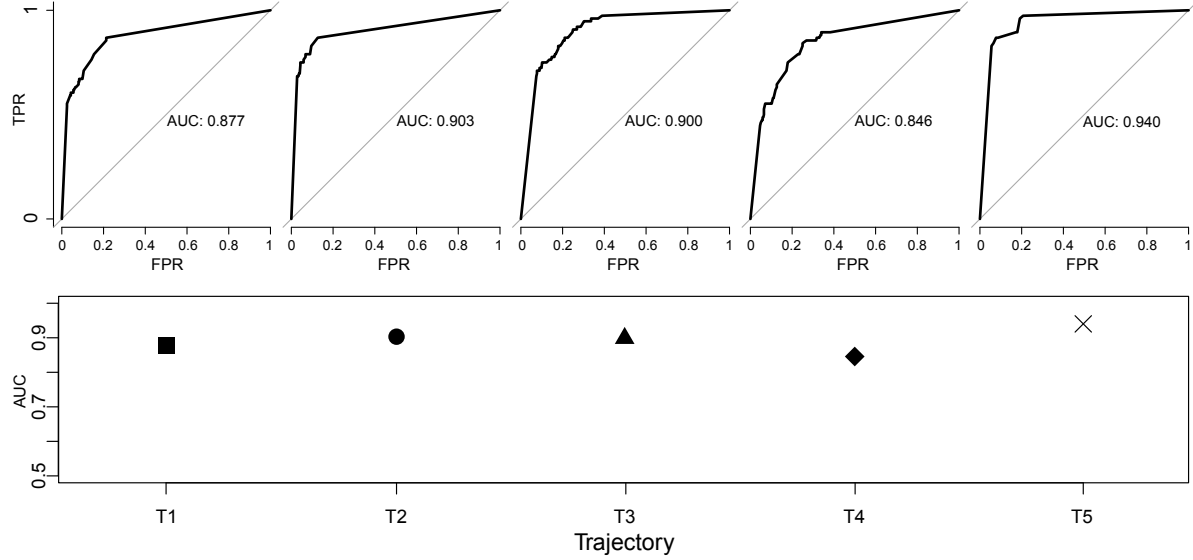 1
TPR
0
AUC: 0.877
AUC: 0.903
AUC: 0.900
AUC: 0.846
AUC: 0.940
0 0.2 0.4 0.6 0.8 1
0 0.2 0.4 0.6 0.8 1
0 0.2 0.4 0.6 0.8 1
0 0.2 0.4 0.6 0.8 1
0 0.2 0.4 0.6 0.8 1
FPR
FPR
FPR
FPR
FPR
0.9
0.7
0.5
AUC
T1 T2 T3 T4 T5
Trajectory